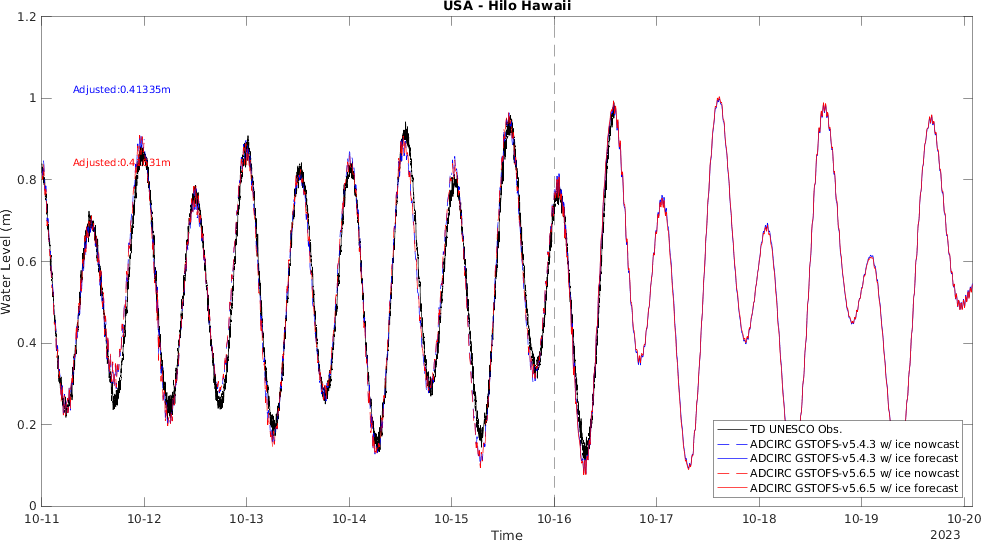 USA - Hilo Hawaii
1.2
1
0.8
0.6
0.4
0.2
0
Water Level (m)
Adjusted:0.41335m
TD UNESCO Obs.
ADCIRC GSTOFS-v5.4.3 w/ ice nowcast
ADCIRC GSTOFS-v5.4.3 w/ ice forecast
ADCIRC GSTOFS-v5.6.5 w/ ice nowcast
ADCIRC GSTOFS-v5.6.5 w/ ice forecast
10-11 10-12 10-13 10-14 10-15 10-16 10-17 10-18 10-19 10-20
Time
2023